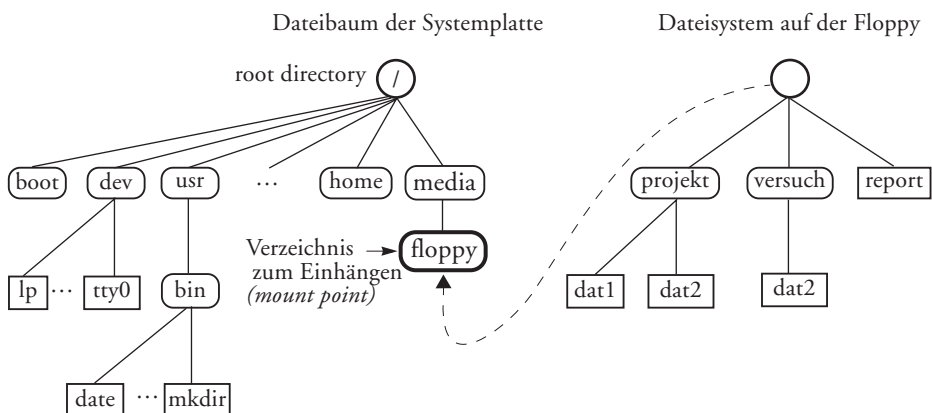 Dateibaum der Systemplatte
Dateisystem auf der Floppy
root directory
/
boot
dev
usr
...
home
media
projekt
versuch
report
Verzeichnis
zum Einhängen
(mount point)
floppy
lp
...
tty0
bin
dat1
dat2
dat2
date
...
mkdir